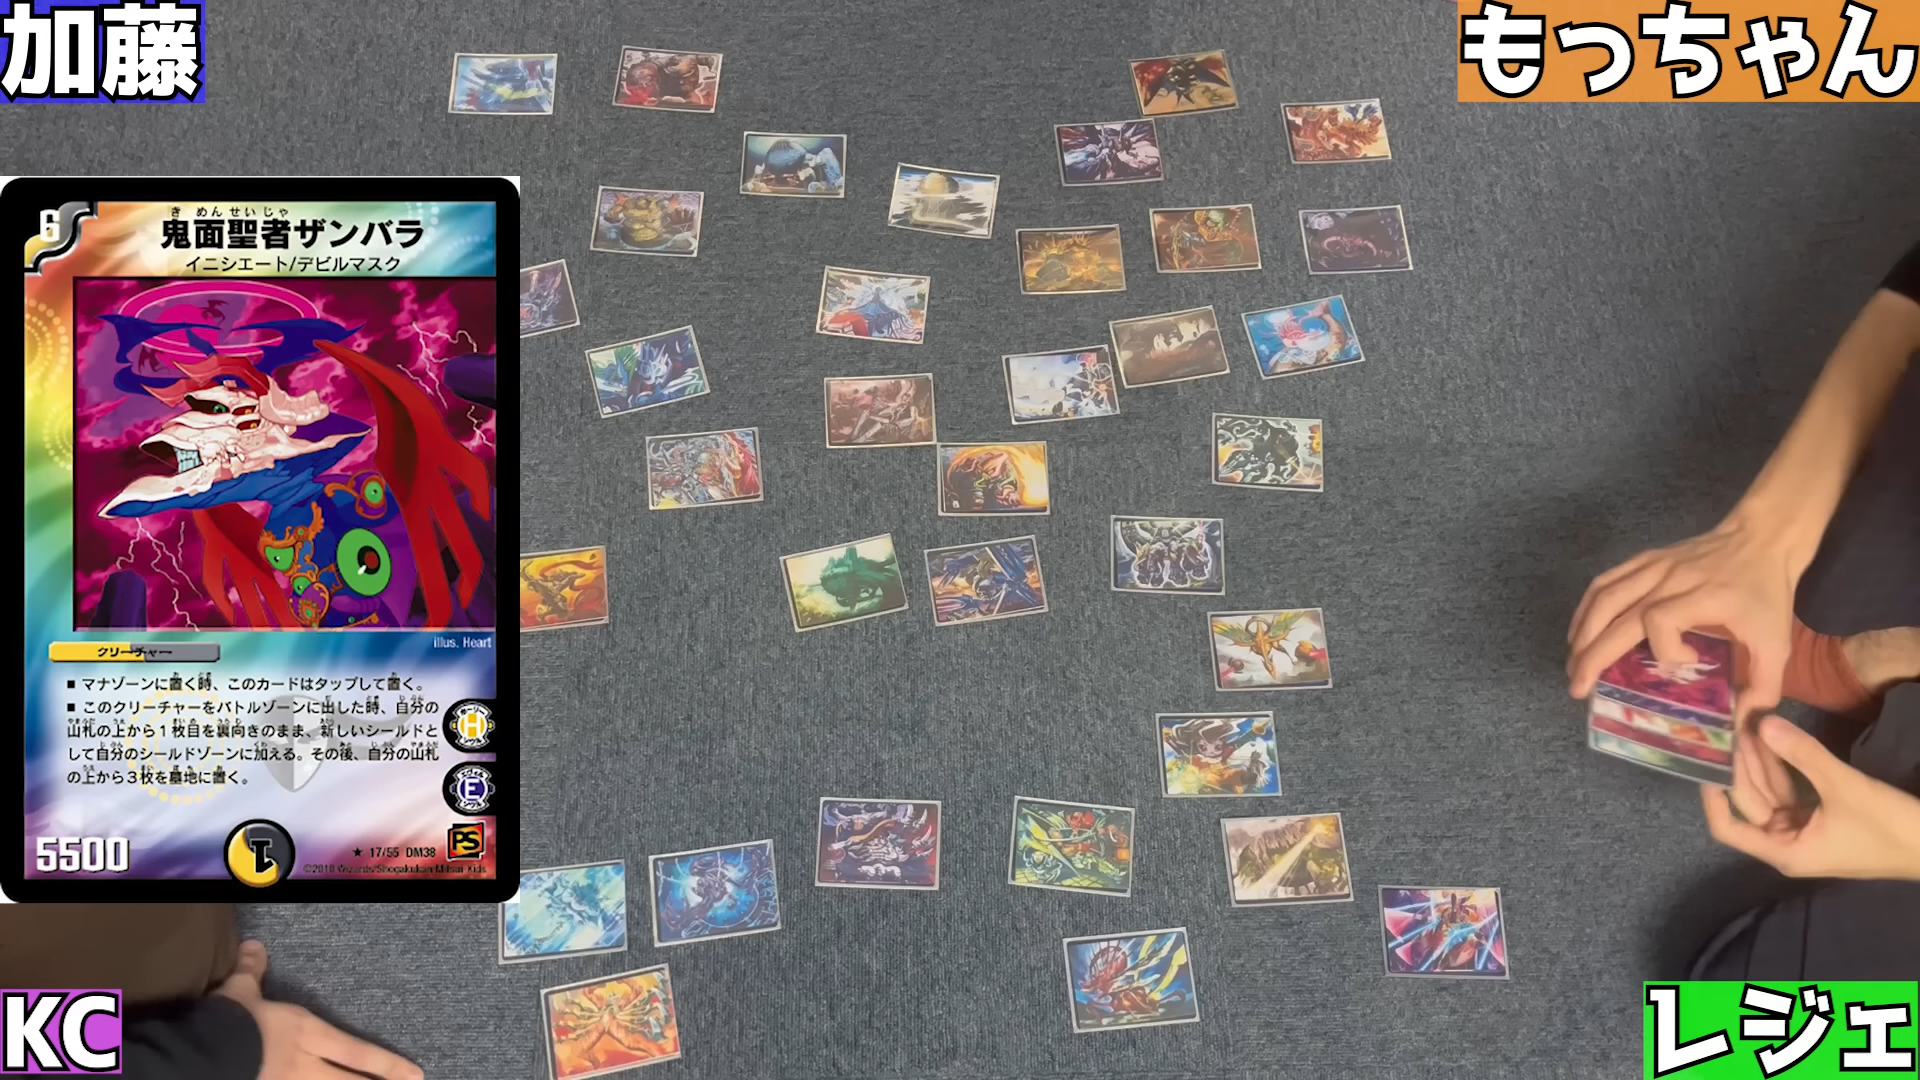 加藤
もっちゃん
6
き めん せい じゃ
鬼面聖者ザンバラ
イニシエート/デビルマスク
illus. Heart
クリーチャー
■ マナゾーンに置く時、このカードはタップして置く。
■ このクリーチャーをバトルゾーンに出した時、自分の
山札の上から1枚目を裏向きのまま、新しいシールドと
して自分のシールドゾーンに加える。その後、自分の山札
の上から3枚を墓地に置く。
H
E
5500
1
★ 17/55 DM38
PS
©2010 Wizards/Shogakukan/Mitsui-Kids
KC
レジェ